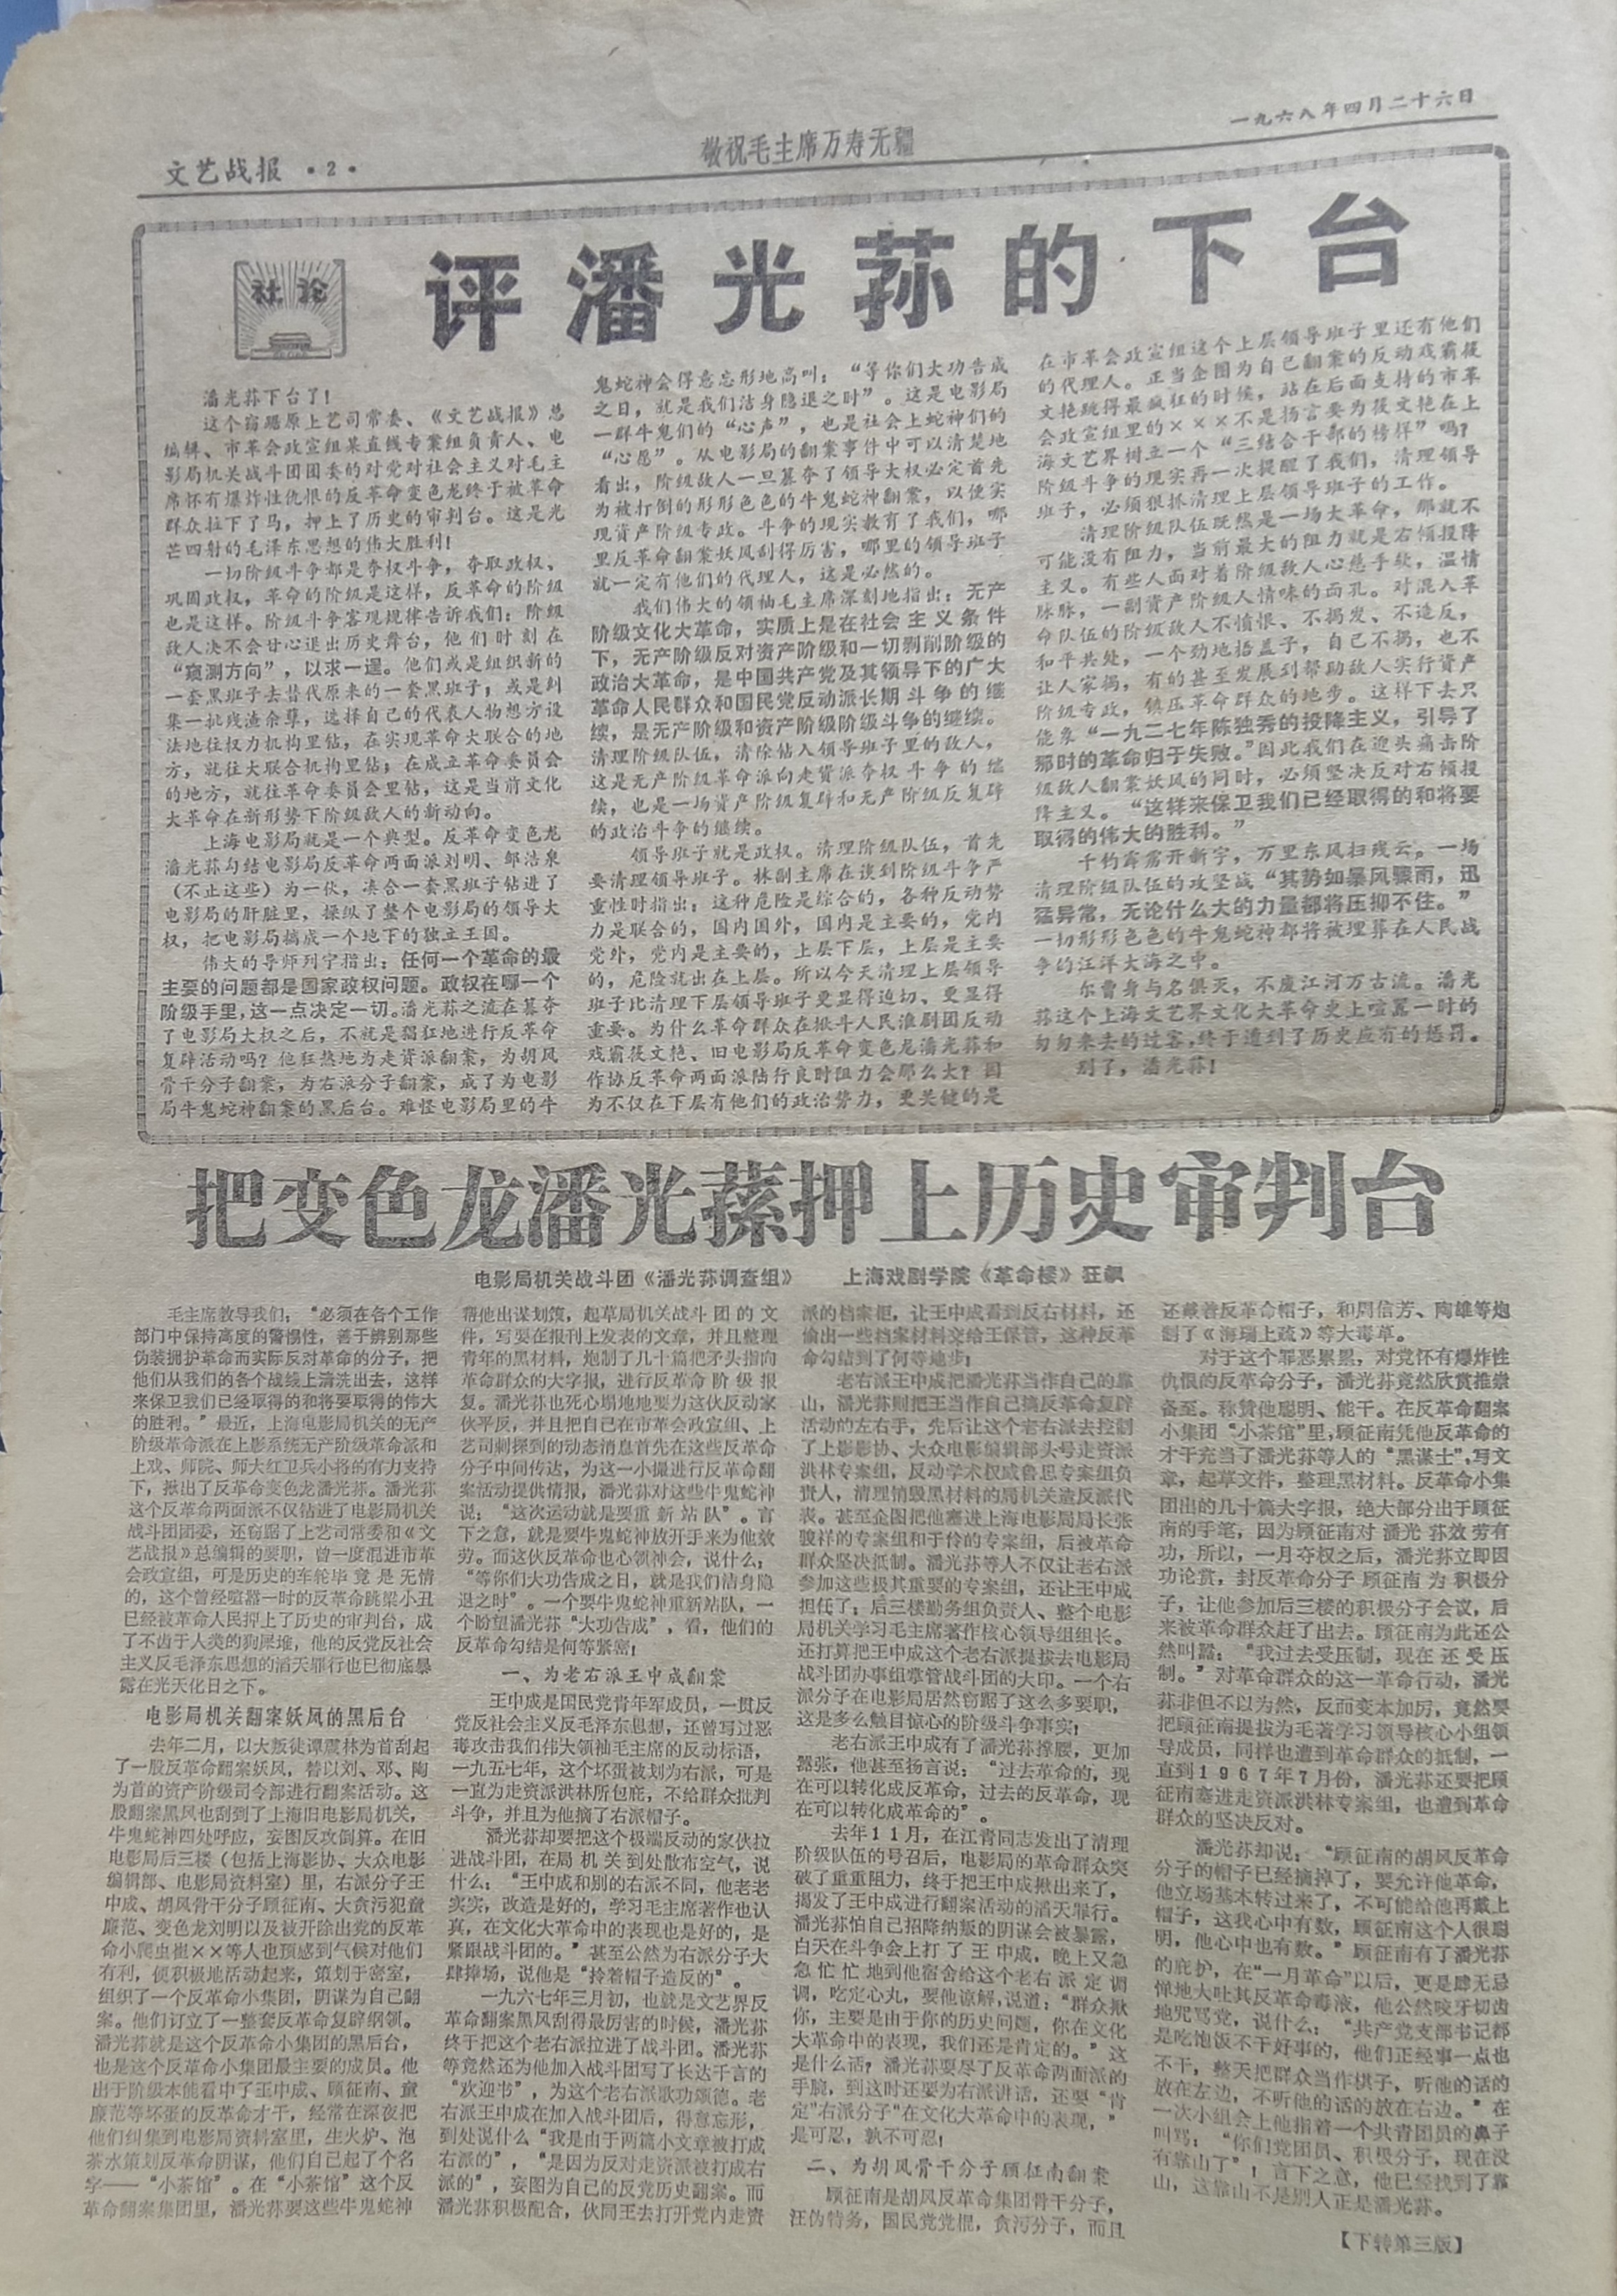 文艺战报 ·2·
敬祝毛主席万寿无疆
一九六八年四月二十六日
社论
评潘光荪的下台
潘光荪下台了！
这个窃踞原上艺司常委、《文艺战报》总
编辑、市革会政宣组某直线专案组负责人、电
影局机关战斗团团委的对党对社会主义对毛主
席怀有爆炸性仇恨的反革命变色龙终于被革命
群众拉下了马，押上了历史的审判台。这是光
芒四射的毛泽东思想的伟大胜利！
一切阶级斗争都是夺权斗争，夺取政权、
巩固政权，革命的阶级是这样，反革命的阶级
也是这样。阶级斗争客观规律告诉我们：阶级
敌人决不会甘心退出历史舞台，他们时刻在
“窥测方向”，以求一逞。他们或是组织新的
一套黑班子去替代原来的一套黑班子；或是纠
集一批残渣余孽，选择自己的代表人物想方设
法地往权力机构里钻，在实现革命大联合的地
方，就往大联合机构里钻；在成立革命委员会
的地方，就往革命委员会里钻，这是当前文化
大革命在新形势下阶级敌人的新动向。
上海电影局就是一个典型。反革命变色龙
潘光荪勾结电影局反革命两面派刘明、邹洁泉
（不止这些）为一伙，凑合一套黑班子钻进了
电影局的肝脏里，操纵了整个电影局的领导大
权，把电影局搞成一个地下的独立王国。
伟大的导师列宁指出：任何一个革命的最
主要的问题都是国家政权问题。政权在哪一个
阶级手里，这一点决定一切。潘光荪之流在篡夺
了电影局大权之后，不就是猖狂地进行反革命
复辟活动吗？他狂热地为走资派翻案，为胡风
骨干分子翻案，为右派分子翻案，成了为电影
局牛鬼蛇神翻案的黑后台。难怪电影局里的牛
鬼蛇神会得意忘形地高叫：“等你们大功告成
之日，就是我们洁身隐退之时”。这是电影局
一群牛鬼们的“心声”，也是社会上蛇神们的
“心愿”。从电影局的翻案事件中可以清楚地
看出，阶级敌人一旦篡夺了领导大权必定首先
为被打倒的形形色色的牛鬼蛇神翻案，以便实
现资产阶级专政。斗争的现实教育了我们，哪
里反革命翻案妖风刮得厉害，哪里的领导班子
就一定有他们的代理人，这是必然的。
我们伟大的领袖毛主席深刻地指出：无产
阶级文化大革命，实质上是在社会主义条件
下，无产阶级反对资产阶级和一切剥削阶级的
政治大革命，是中国共产党及其领导下的广大
革命人民群众和国民党反动派长期斗争的继
续，是无产阶级和资产阶级阶级斗争的继续。
清理阶级队伍，清除钻入领导班子里的敌人，
这是无产阶级革命派向走资派夺权斗争的继
续，也是一场资产阶级复辟和无产阶级反复辟
的政治斗争的继续。
领导班子就是政权。清理阶级队伍，首先
要清理领导班子。林副主席在谈到阶级斗争严
重性时指出：这种危险是综合的，各种反动势
力是联合的，国内国外，国内是主要的，党内
党外，党内是主要的，上层下层，上层是主要
的，危险就出在上层。所以今天清理上层领导
班子比清理下层领导班子更显得迫切、更显得
重要。为什么革命群众在揪斗人民淮剧团反动
戏霸筱文艳、旧电影局反革命变色龙潘光荪和
作协反革命两面派陆行良时阻力会那么大？因
为不仅在下层有他们的政治势力，更关键的是
在市革会政宣组这个上层领导班子里还有他们
的代理人。正当企图为自己翻案的反动戏霸筱
文艳跳得最疯狂的时候，站在后面支持的市革
会政宣组里的×××不是扬言要为筱文艳在上
海文艺界树立一个“三结合干部的榜样”吗？
阶级斗争的现实再一次提醒了我们，清理领导
班子，必须狠抓清理上层领导班子的工作。
清理阶级队伍既然是一场大革命，那就不
可能没有阻力，当前最大的阻力就是右倾投降
主义。有些人面对着阶级敌人心慈手软，温情
脉脉，一副资产阶级人情味的面孔。对混入革
命队伍的阶级敌人不愤恨、不揭发、不造反，
和平共处，一个劲地捂盖子，自己不揭，也不
让人家揭，有的甚至发展到帮助敌人实行资产
阶级专政，镇压革命群众的地步。这样下去只
能象“一九二七年陈独秀的投降主义，引导了
那时的革命归于失败。”因此我们在迎头痛击阶
级敌人翻案妖风的同时，必须坚决反对右倾投
降主义。“这样来保卫我们已经取得的和将要
取得的伟大的胜利。”
千钧霹雳开新宇，万里东风扫残云。一场
清理阶级队伍的攻坚战“其势如暴风骤雨，迅
猛异常，无论什么大的力量都将压抑不住。”
一切形形色色的牛鬼蛇神都将被埋葬在人民战
争的汪洋大海之中。
尔曹身与名俱灭，不废江河万古流。潘光
荪这个上海文艺界文化大革命史上喧嚣一时的
匆匆来去的过客，终于遭到了历史应有的惩罚。
别了，潘光荪！
把变色龙潘光荪押上历史审判台
电影局机关战斗团《潘光荪调查组》 上海戏剧学院《革命楼》狂飙
毛主席教导我们：“必须在各个工作
部门中保持高度的警惕性，善于辨别那些
伪装拥护革命而实际反对革命的分子，把
他们从我们的各个战线上清洗出去，这样
来保卫我们已经取得的和将要取得的伟大
的胜利。”最近，上海电影局机关的无产
阶级革命派在上影系统无产阶级革命派和
上戏、师院、师大红卫兵小将的有力支持
下，揪出了反革命变色龙潘光荪。潘光荪
这个反革命两面派不仅钻进了电影局机关
战斗团团委，还窃踞了上艺司常委和《文
艺战报》总编辑的要职，曾一度混进市革
会政宣组，可是历史的车轮毕竟是无情
的，这个曾经喧嚣一时的反革命跳梁小丑
已经被革命人民押上了历史的审判台，成
了不齿于人类的狗屎堆，他的反党反社会
主义反毛泽东思想的滔天罪行也已彻底暴
露在光天化日之下。
电影局机关翻案妖风的黑后台
去年二月，以大叛徒谭震林为首刮起
了一股反革命翻案妖风，替以刘、邓、陶
为首的资产阶级司令部进行翻案活动。这
股翻案黑风也刮到了上海旧电影局机关，
牛鬼蛇神四处呼应，妄图反攻倒算。在旧
电影局后三楼（包括上海影协、大众电影
编辑部、电影局资料室）里，右派分子王
中成、胡风骨干分子顾征南、大贪污犯童
廉范、变色龙刘明以及被开除出党的反革
命小爬虫崔××等人也预感到气候对他们
有利，便积极地活动起来，策划于密室，
组织了一个反革命小集团，阴谋为自己翻
案。他们订立了一整套反革命复辟纲领。
潘光荪就是这个反革命小集团的黑后台，
也是这个反革命小集团最主要的成员。他
出于阶级本能看中了王中成、顾征南、童
廉范等坏蛋的反革命才干，经常在深夜把
他们纠集到电影局资料室里，生火炉、泡
茶水策划反革命阴谋，他们自己起了个名
字——“小茶馆”。在“小茶馆”这个反
革命翻案集团里，潘光荪要这些牛鬼蛇神
帮他出谋划策，起草局机关战斗团的文
件，写要在报刊上发表的文章，并且整理
青年的黑材料，炮制了几十篇把矛头指向
革命群众的大字报，进行反革命阶级报
复。潘光荪也死心塌地地要为这伙反动家
伙平反，并且把自己在市革会政宣组、上
艺司刺探到的动态消息首先在这些反革命
分子中间传达，为这一小撮进行反革命翻
案活动提供情报，潘光荪对这些牛鬼蛇神
说：“这次运动就是要重新站队”。言
下之意，就是要牛鬼蛇神放开手来为他效
劳。而这伙反革命也心领神会，说什么：
“等你们大功告成之日，就是我们洁身隐
退之时”。一个要牛鬼蛇神重新站队，一
个盼望潘光荪“大功告成”，看，他们的
反革命勾结是何等紧密！
一、为老右派王中成翻案
王中成是国民党青年军成员，一贯反
党反社会主义反毛泽东思想，还曾写过恶
毒攻击我们伟大领袖毛主席的反动标语，
一九五七年，这个坏蛋被划为右派，可是
一直为走资派洪林所包庇，不给群众批判
斗争，并且为他摘了右派帽子。
潘光荪却要把这个极端反动的家伙拉
进战斗团，在局机关到处散布空气，说
什么：“王中成和别的右派不同，他老老
实实，改造是好的，学习毛主席著作也认
真，在文化大革命中的表现也是好的，是
紧跟战斗团的。”甚至公然为右派分子大
肆捧场，说他是“拎着帽子造反的”。
一九六七年三月初，也就是文艺界反
革命翻案黑风刮得最厉害的时候，潘光荪
终于把这个老右派拉进了战斗团。潘光荪
等竟然还为他加入战斗团写了长达千言的
“欢迎书”，为这个老右派歌功颂德。老
右派王中成在加入战斗团后，得意忘形，
到处说什么“我是由于两篇小文章被打成
右派的”，“是因为反对走资派被打成右
派的”，妄图为自己的反党历史翻案。而
潘光荪积极配合，伙同王去打开党内走资
派的档案柜，让王中成看到反右材料，还
偷出一些档案材料交给王保管，这种反革
命勾结到了何等地步！
老右派王中成把潘光荪当作自己的靠
山，潘光荪则把王当作自己搞反革命复辟
活动的左右手，先后让这个老右派去控制
了上影影协、大众电影编辑部头号走资派
洪林专案组，反动学术权威鲁思专案组负
责人，清理销毁黑材料的局机关造反派代
表。甚至企图把他塞进上海电影局局长张
骏祥的专案组和于伶的专案组，后被革命
群众坚决抵制。潘光荪等人不仅让老右派
参加这些极其重要的专案组，还让王中成
担任了：后三楼勤务组负责人、整个电影
局机关学习毛主席著作核心领导组组长。
还打算把王中成这个老右派提拔去电影局
战斗团办事组掌管战斗团的大印。一个右
派分子在电影局居然窃踞了这么多要职，
这是多么触目惊心的阶级斗争事实！
老右派王中成有了潘光荪撑腰，更加
嚣张，他甚至扬言说：“过去革命的，现
在可以转化成反革命，过去的反革命，现
在可以转化成革命的”。
去年11月，在江青同志发出了清理
阶级队伍的号召后，电影局的革命群众突
破了重重阻力，终于把王中成揪出来了，
揭发了王中成进行翻案活动的滔天罪行。
潘光荪怕自己招降纳叛的阴谋会被暴露，
白天在斗争会上打了王中成，晚上又急
急忙忙地到他宿舍给这个老右派定调
调，吃定心丸，要他谅解，说道：“群众揪
你，主要是由于你的历史问题，你在文化
大革命中的表现，我们还是肯定的。”这
是什么话？潘光荪要尽了反革命两面派的
手腕，到这时还要为右派讲话，还要“肯
定”右派分子“在文化大革命中的表现，”
是可忍，孰不可忍！
二、为胡风骨干分子顾征南翻案
顾征南是胡风反革命集团骨干分子，
汪伪特务，国民党党棍，贪污分子，而且
还戴着反革命帽子，和周信芳、陶雄等炮
制了《海瑞上疏》等大毒草。
对于这个罪恶累累，对党怀有爆炸性
仇恨的反革命分子，潘光荪竟然欣赏推崇
备至。称赞他聪明、能干。在反革命翻案
小集团“小茶馆”里，顾征南凭他反革命的
才干充当了潘光荪等人的“黑谋士”，写文
章，起草文件，整理黑材料。反革命小集
团出的几十篇大字报，绝大部分出于顾征
南的手笔，因为顾征南对潘光荪效劳有
功，所以，一月夺权之后，潘光荪立即因
功论赏，封反革命分子顾征南为积极分
子，让他参加后三楼的积极分子会议，后
来被革命群众赶了出去。顾征南为此还公
然叫嚣：“我过去受压制，现在还受压
制。”对革命群众的这一革命行动，潘光
荪非但不以为然，反而变本加厉，竟然要
把顾征南提拔为毛著学习领导核心小组领
导成员，同样也遭到革命群众的抵制，一
直到1967年7月份，潘光荪还要把顾
征南塞进走资派洪林专案组，也遭到革命
群众的坚决反对。
潘光荪却说：“顾征南的胡风反革命
分子的帽子已经摘掉了，要允许他革命，
他立场基本转过来了，不可能给他再戴上
帽子，这我心中有数，顾征南这个人很聪
明，他心中也有数。”顾征南有了潘光荪
的庇护，在“一月革命”以后，更是肆无忌
惮地大吐其反革命毒液，他公然咬牙切齿
地咒骂党，说什么：“共产党支部书记都
是吃饱饭不干好事的，他们正经事一点也
不干，整天把群众当作棋子，听他的话的
放在左边，不听他的话的放在右边。”在
一次小组会上他指着一个共青团员的鼻子
叫骂：“你们党团员、积极分子，现在没
有靠山了”！言下之意，他已经找到了靠
山，这靠山不是别人正是潘光荪。
【下转第三版】